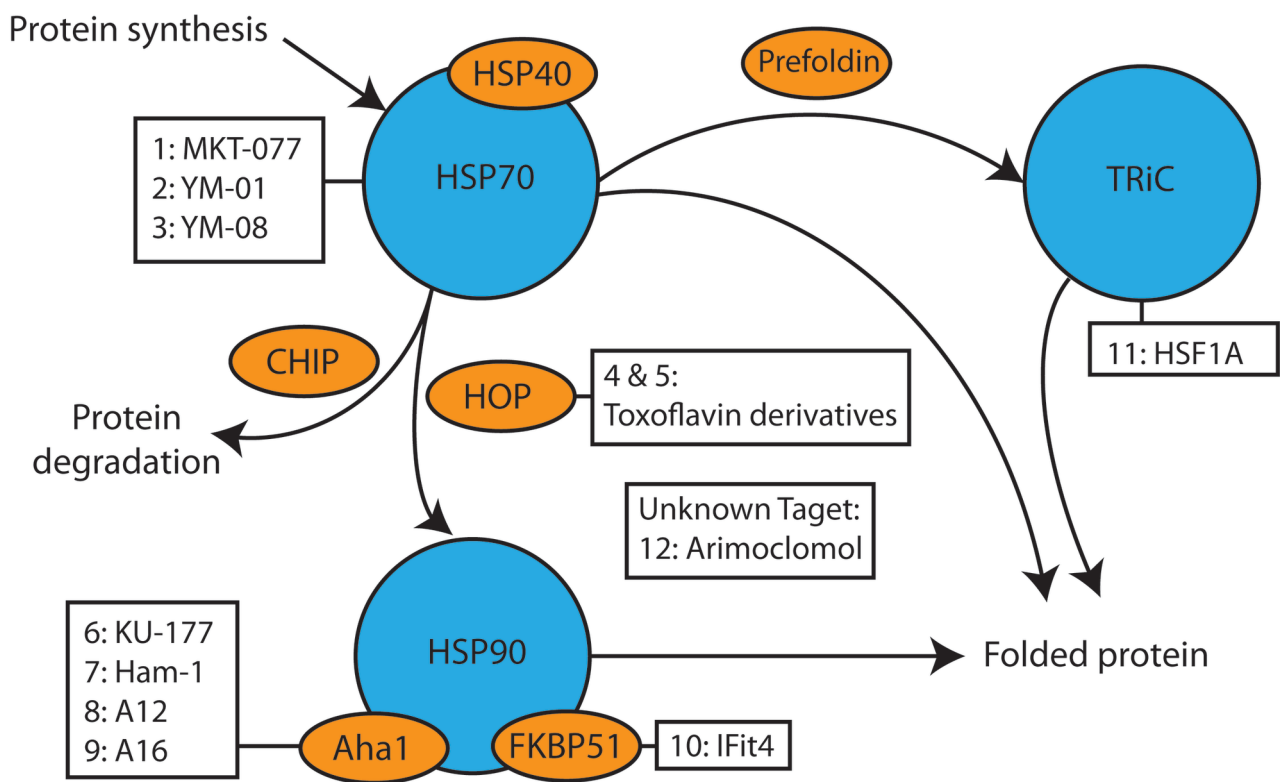 Protein synthesis
HSP40
Prefoldin
HSP70
TRiC
1: MKT-077
2: YM-01
3: YM-08
CHIP
HOP
4 & 5:
Toxoflavin derivatives
11: HSF1A
Protein
degradation
Unknown Taget:
12: Arimoclomol
6: KU-177
7: Ham-1
8: A12
9: A16
HSP90
Folded protein
Aha1
FKBP51
10: IFit4